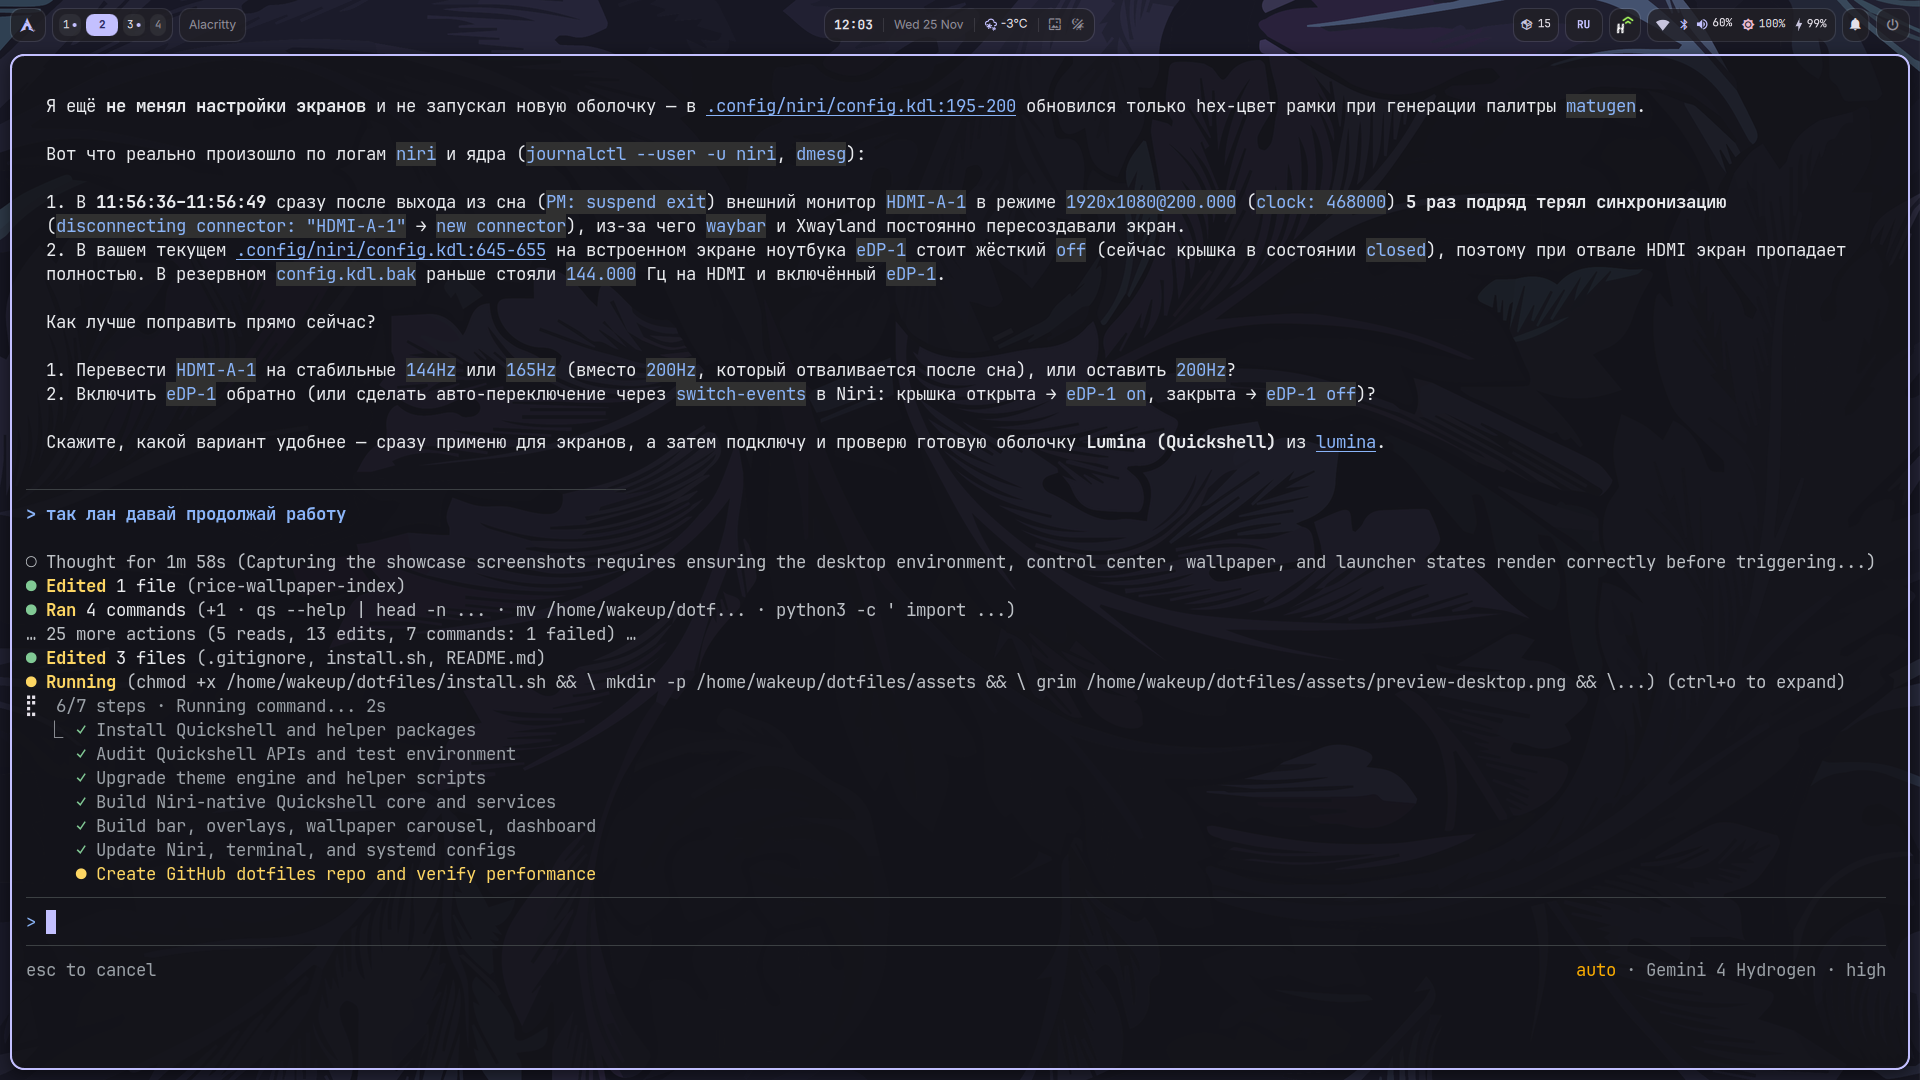 1 2 3 4 Alacritty 12:03 Wed 25 Nov -3°C 15 RU H 60% 100% 99%
Я ещё не менял настройки экранов и не запускал новую оболочку — в .config/niri/config.kdl:195-200 обновился только hex-цвет рамки при генерации палитры matugen.
Вот что реально произошло по логам niri и ядра (journalctl --user -u niri, dmesg):
1. В 11:56:36–11:56:49 сразу после выхода из сна (PM: suspend exit) внешний монитор HDMI-A-1 в режиме 1920x1080@200.000 (clock: 468000) 5 раз подряд терял синхронизацию
(disconnecting connector: "HDMI-A-1" → new connector), из-за чего waybar и Xwayland постоянно пересоздавали экран.
2. В вашем текущем .config/niri/config.kdl:645-655 на встроенном экране ноутбука eDP-1 стоит жёсткий off (сейчас крышка в состоянии closed), поэтому при отвале HDMI экран пропадает
полностью. В резервном config.kdl.bak раньше стояли 144.000 Гц на HDMI и включённый eDP-1.
Как лучше поправить прямо сейчас?
1. Перевести HDMI-A-1 на стабильные 144Hz или 165Hz (вместо 200Hz, который отваливается после сна), или оставить 200Hz?
2. Включить eDP-1 обратно (или сделать авто-переключение через switch-events в Niri: крышка открыта → eDP-1 on, закрыта → eDP-1 off)?
Скажите, какой вариант удобнее — сразу применю для экранов, а затем подключу и проверю готовую оболочку Lumina (Quickshell) из lumina.
> так лан давай продолжай работу
○ Thought for 1m 58s (Capturing the showcase screenshots requires ensuring the desktop environment, control center, wallpaper, and launcher states render correctly before triggering...)
● Edited 1 file (rice-wallpaper-index)
● Ran 4 commands (+1 · qs --help | head -n ... · mv /home/wakeup/dotf... · python3 -c ' import ...)
… 25 more actions (5 reads, 13 edits, 7 commands: 1 failed) …
● Edited 3 files (.gitignore, install.sh, README.md)
● Running (chmod +x /home/wakeup/dotfiles/install.sh && \ mkdir -p /home/wakeup/dotfiles/assets && \ grim /home/wakeup/dotfiles/assets/preview-desktop.png && \...) (ctrl+o to expand)
6/7 steps · Running command... 2s
✓ Install Quickshell and helper packages
✓ Audit Quickshell APIs and test environment
✓ Upgrade theme engine and helper scripts
✓ Build Niri-native Quickshell core and services
✓ Build bar, overlays, wallpaper carousel, dashboard
✓ Update Niri, terminal, and systemd configs
● Create GitHub dotfiles repo and verify performance
>
esc to cancel auto · Gemini 4 Hydrogen · high